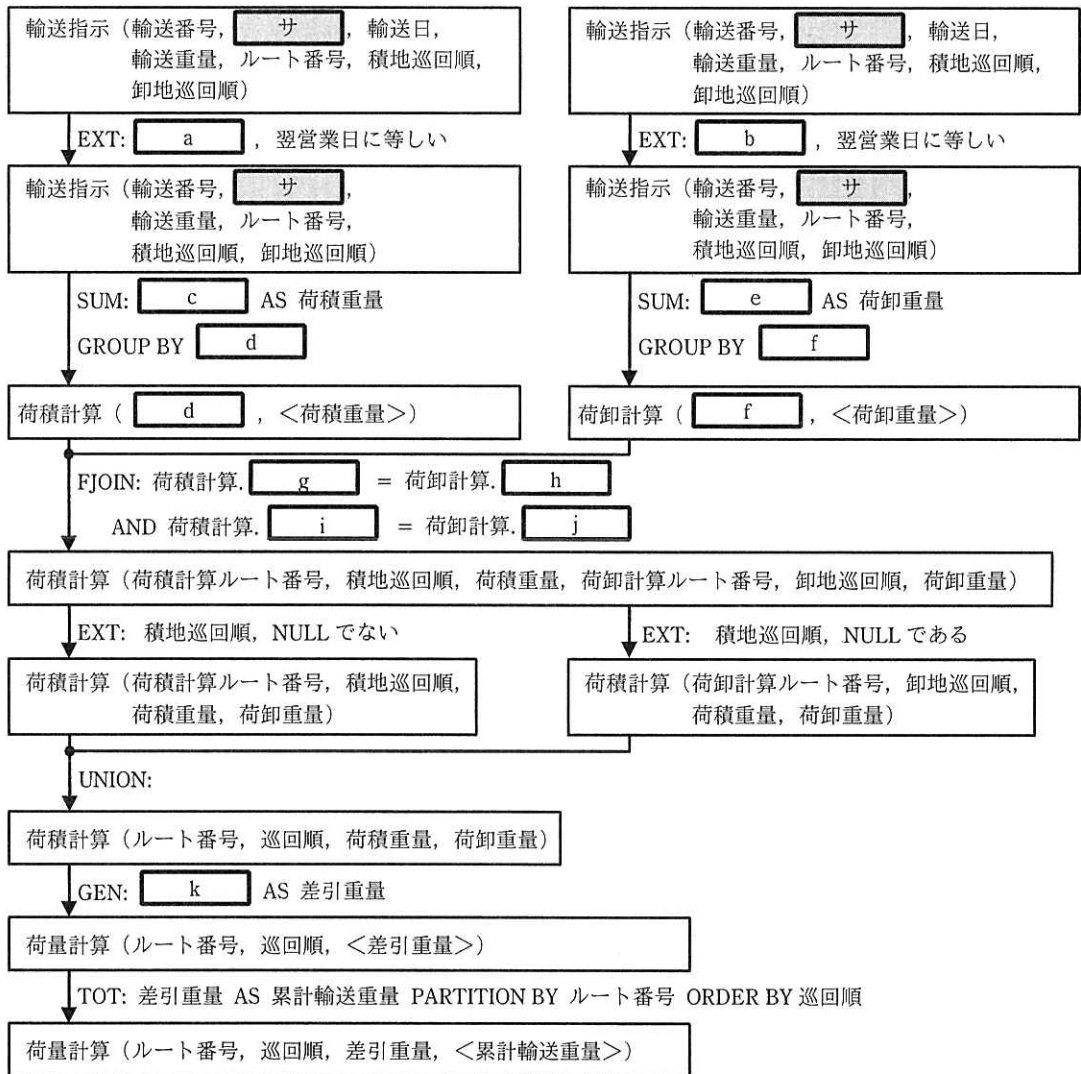 輸送指示(輸送番号, サ, 輸送日,
輸送重量, ルート番号, 積地巡回順,
卸地巡回順)
輸送指示(輸送番号, サ, 輸送日,
輸送重量, ルート番号, 積地巡回順,
卸地巡回順)
EXT: a , 翌営業日に等しい
EXT: b , 翌営業日に等しい
輸送指示(輸送番号, サ,
輸送重量, ルート番号,
積地巡回順, 卸地巡回順)
輸送指示(輸送番号, サ,
輸送重量, ルート番号,
積地巡回順, 卸地巡回順)
SUM: c AS 荷積重量
GROUP BY d
SUM: e AS 荷卸重量
GROUP BY f
荷積計算( d , <荷積重量>)
荷卸計算( f , <荷卸重量>)
FJOIN: 荷積計算. g = 荷卸計算. h
AND 荷積計算. i = 荷卸計算. j
荷積計算(荷積計算ルート番号, 積地巡回順, 荷積重量, 荷卸計算ルート番号, 卸地巡回順, 荷卸重量)
EXT: 積地巡回順, NULL でない
EXT: 積地巡回順, NULL である
荷積計算(荷積計算ルート番号, 積地巡回順,
荷積重量, 荷卸重量)
荷積計算(荷卸計算ルート番号, 卸地巡回順,
荷積重量, 荷卸重量)
UNION:
荷積計算(ルート番号, 巡回順, 荷積重量, 荷卸重量)
GEN: k AS 差引重量
荷量計算(ルート番号, 巡回順, <差引重量>)
TOT: 差引重量 AS 累計輸送重量 PARTITION BY ルート番号 ORDER BY 巡回順
荷量計算(ルート番号, 巡回順, 差引重量, <累計輸送重量>)